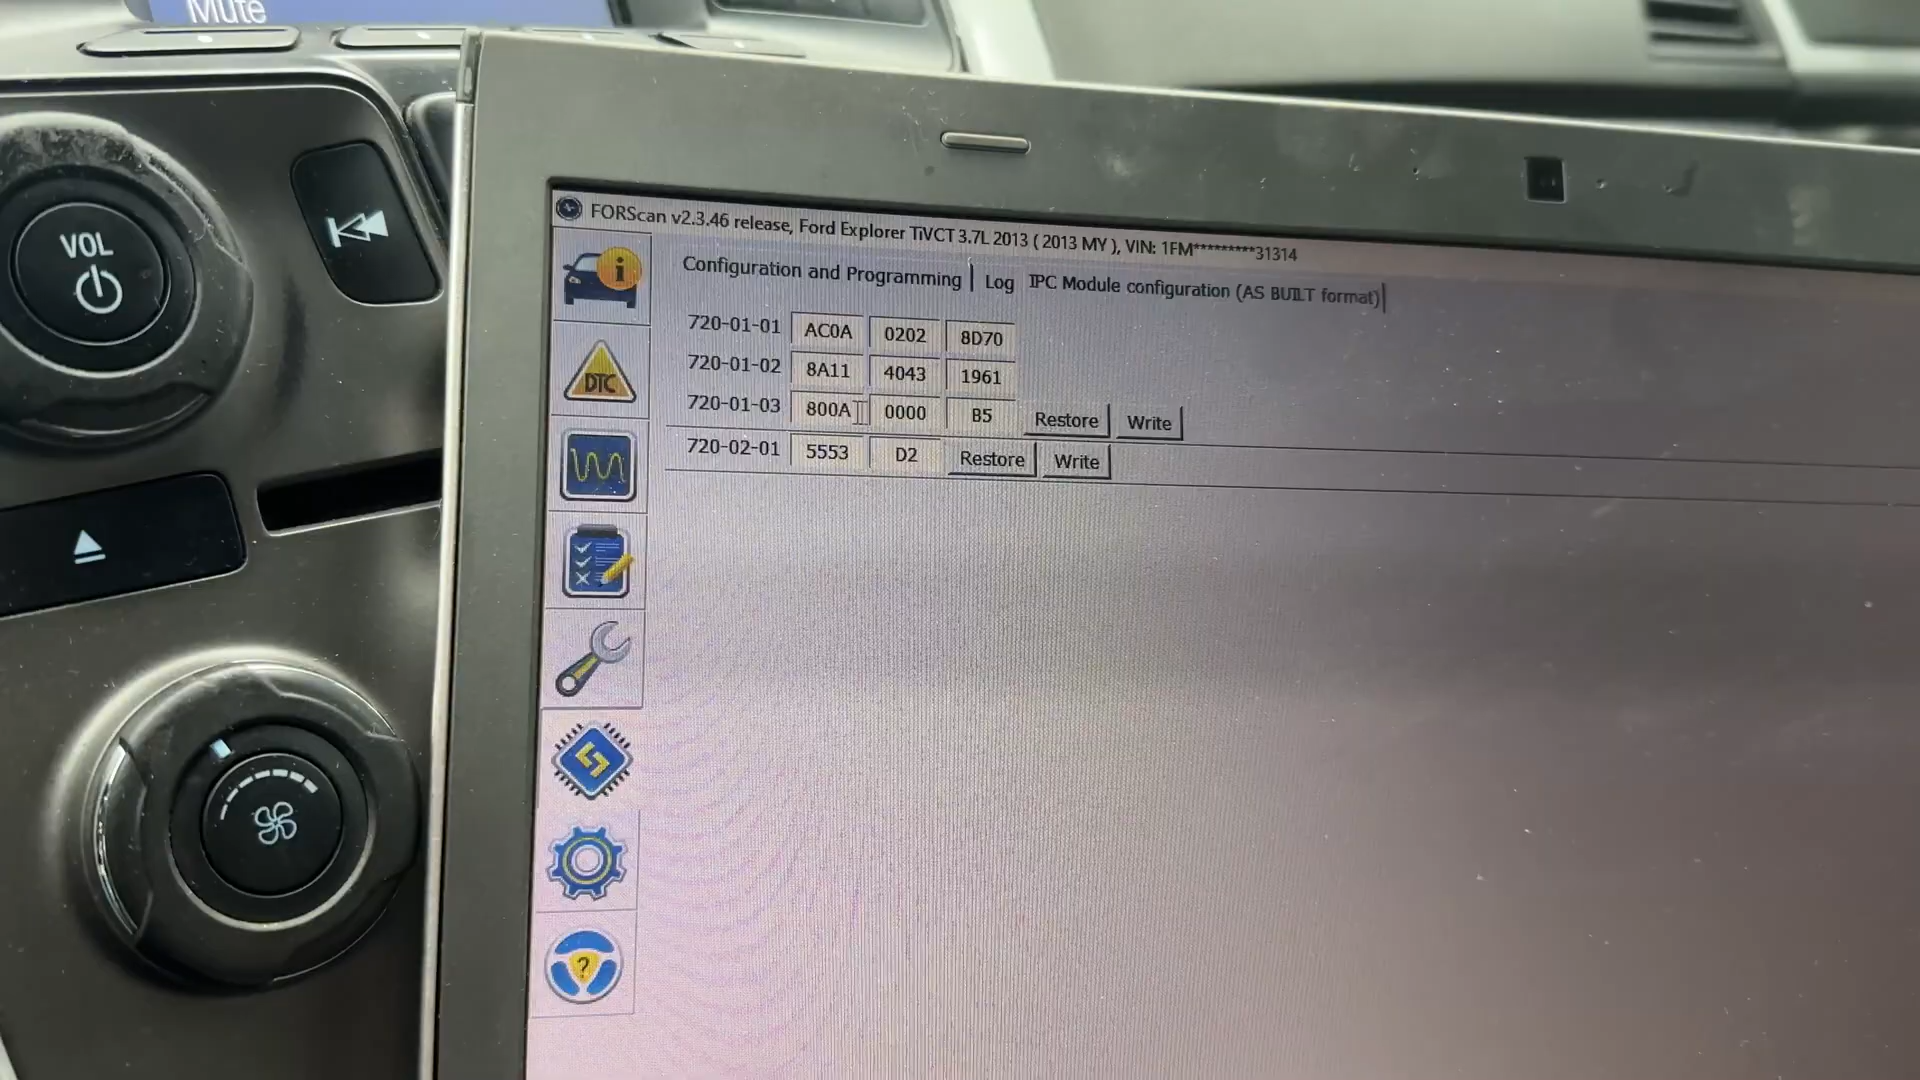 Mute
VOL
FORScan v2.3.46 release, Ford Explorer TiVCT 3.7L 2013 ( 2013 MY ), VIN: 1FM*********31314
Configuration and Programming Log IPC Module configuration (AS BUILT format)
720-01-01 AC0A 0202 8D70
720-01-02 8A11 4043 1961
720-01-03 800A 0000 B5 Restore Write
720-02-01 5553 D2 Restore Write
i
DTC
?